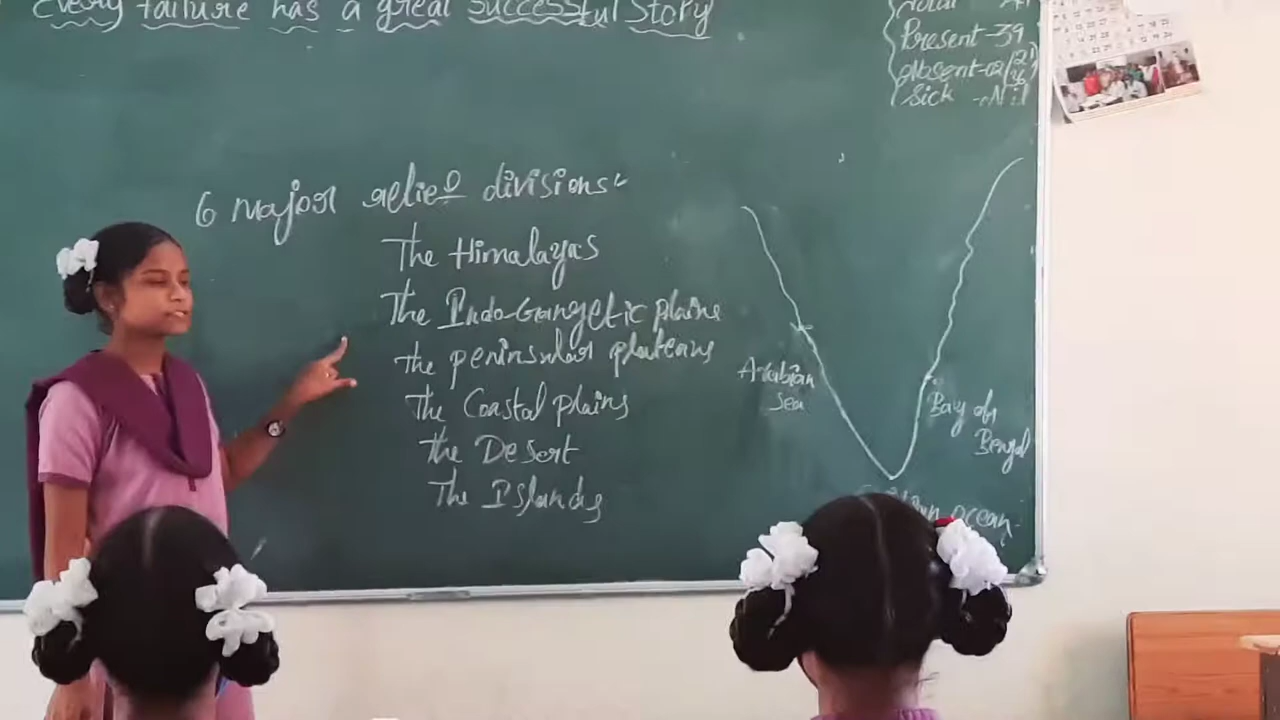 Every failure has a great successful Story
Total
Present-39
Absent-02/
Sick - Nil
6 major relief divisions
The Himalayas
The Indo-Gangetic plains
The peninsular plateaus
The Coastal plains
The Desert
The Islands
Arabian
Sea
Bay of
Bengal
ocean